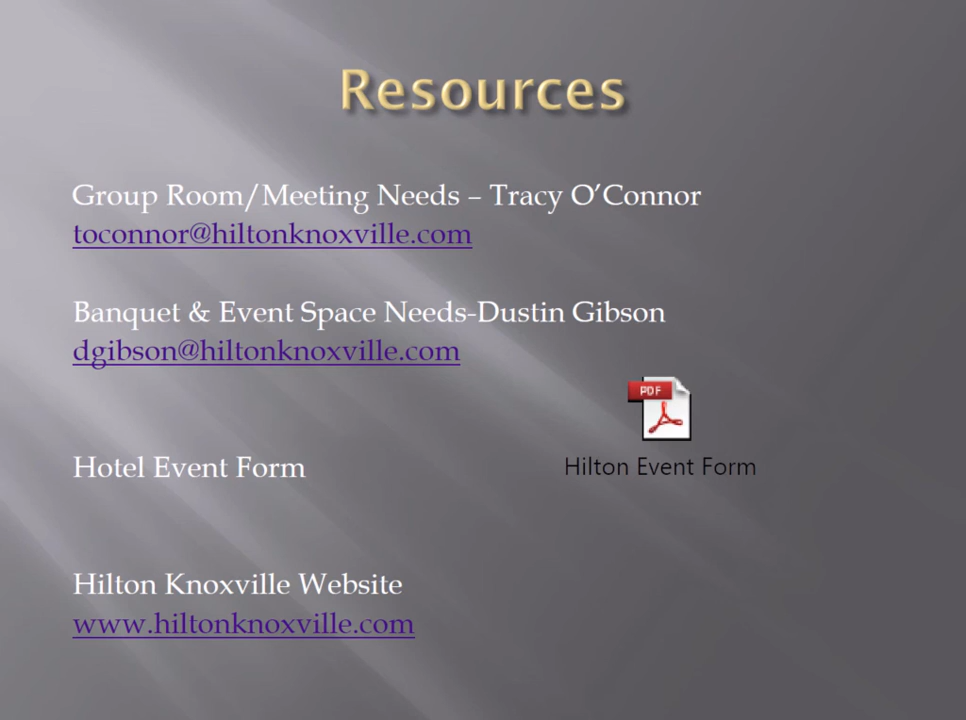 Resources
Group Room/Meeting Needs – Tracy O’Connor
toconnor@hiltonknoxville.com
Banquet & Event Space Needs-Dustin Gibson
dgibson@hiltonknoxville.com
PDF
Hotel Event Form
Hilton Event Form
Hilton Knoxville Website
www.hiltonknoxville.com